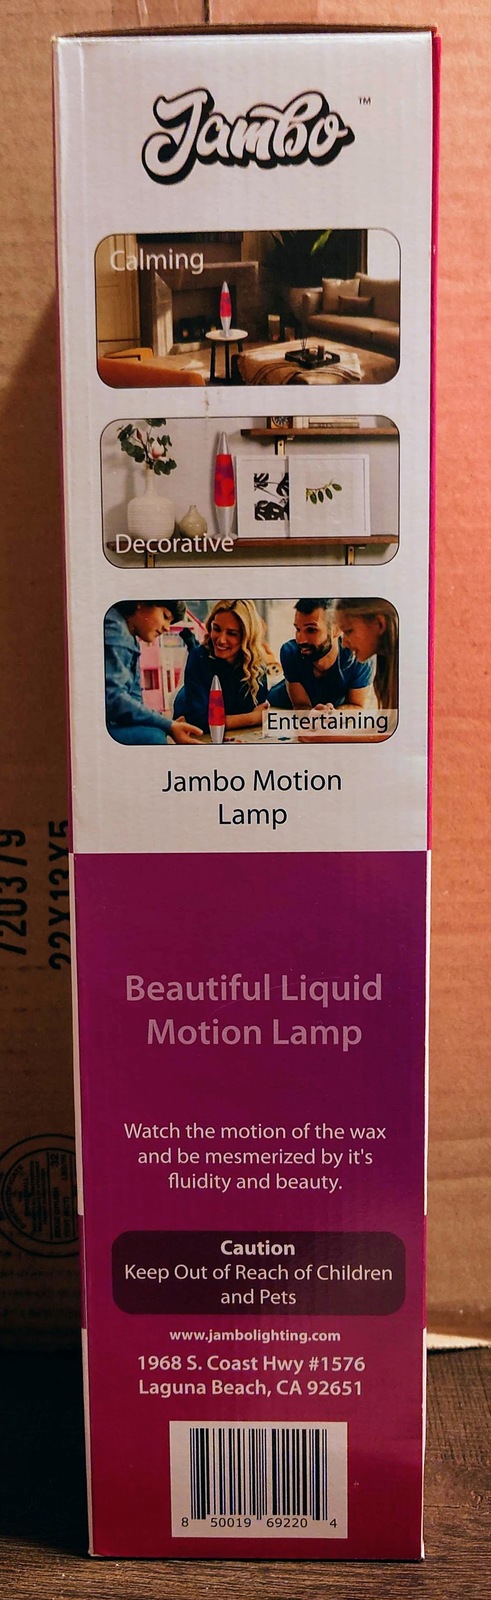 Jambo™
Calming
Decorative
Entertaining
Jambo Motion
Lamp
720379
22X13X5
Beautiful Liquid
Motion Lamp
Watch the motion of the wax
and be mesmerized by it's
fluidity and beauty.
Caution
Keep Out of Reach of Children
and Pets
www.jambolighting.com
1968 S. Coast Hwy #1576
Laguna Beach, CA 92651
8 50019 69220 4